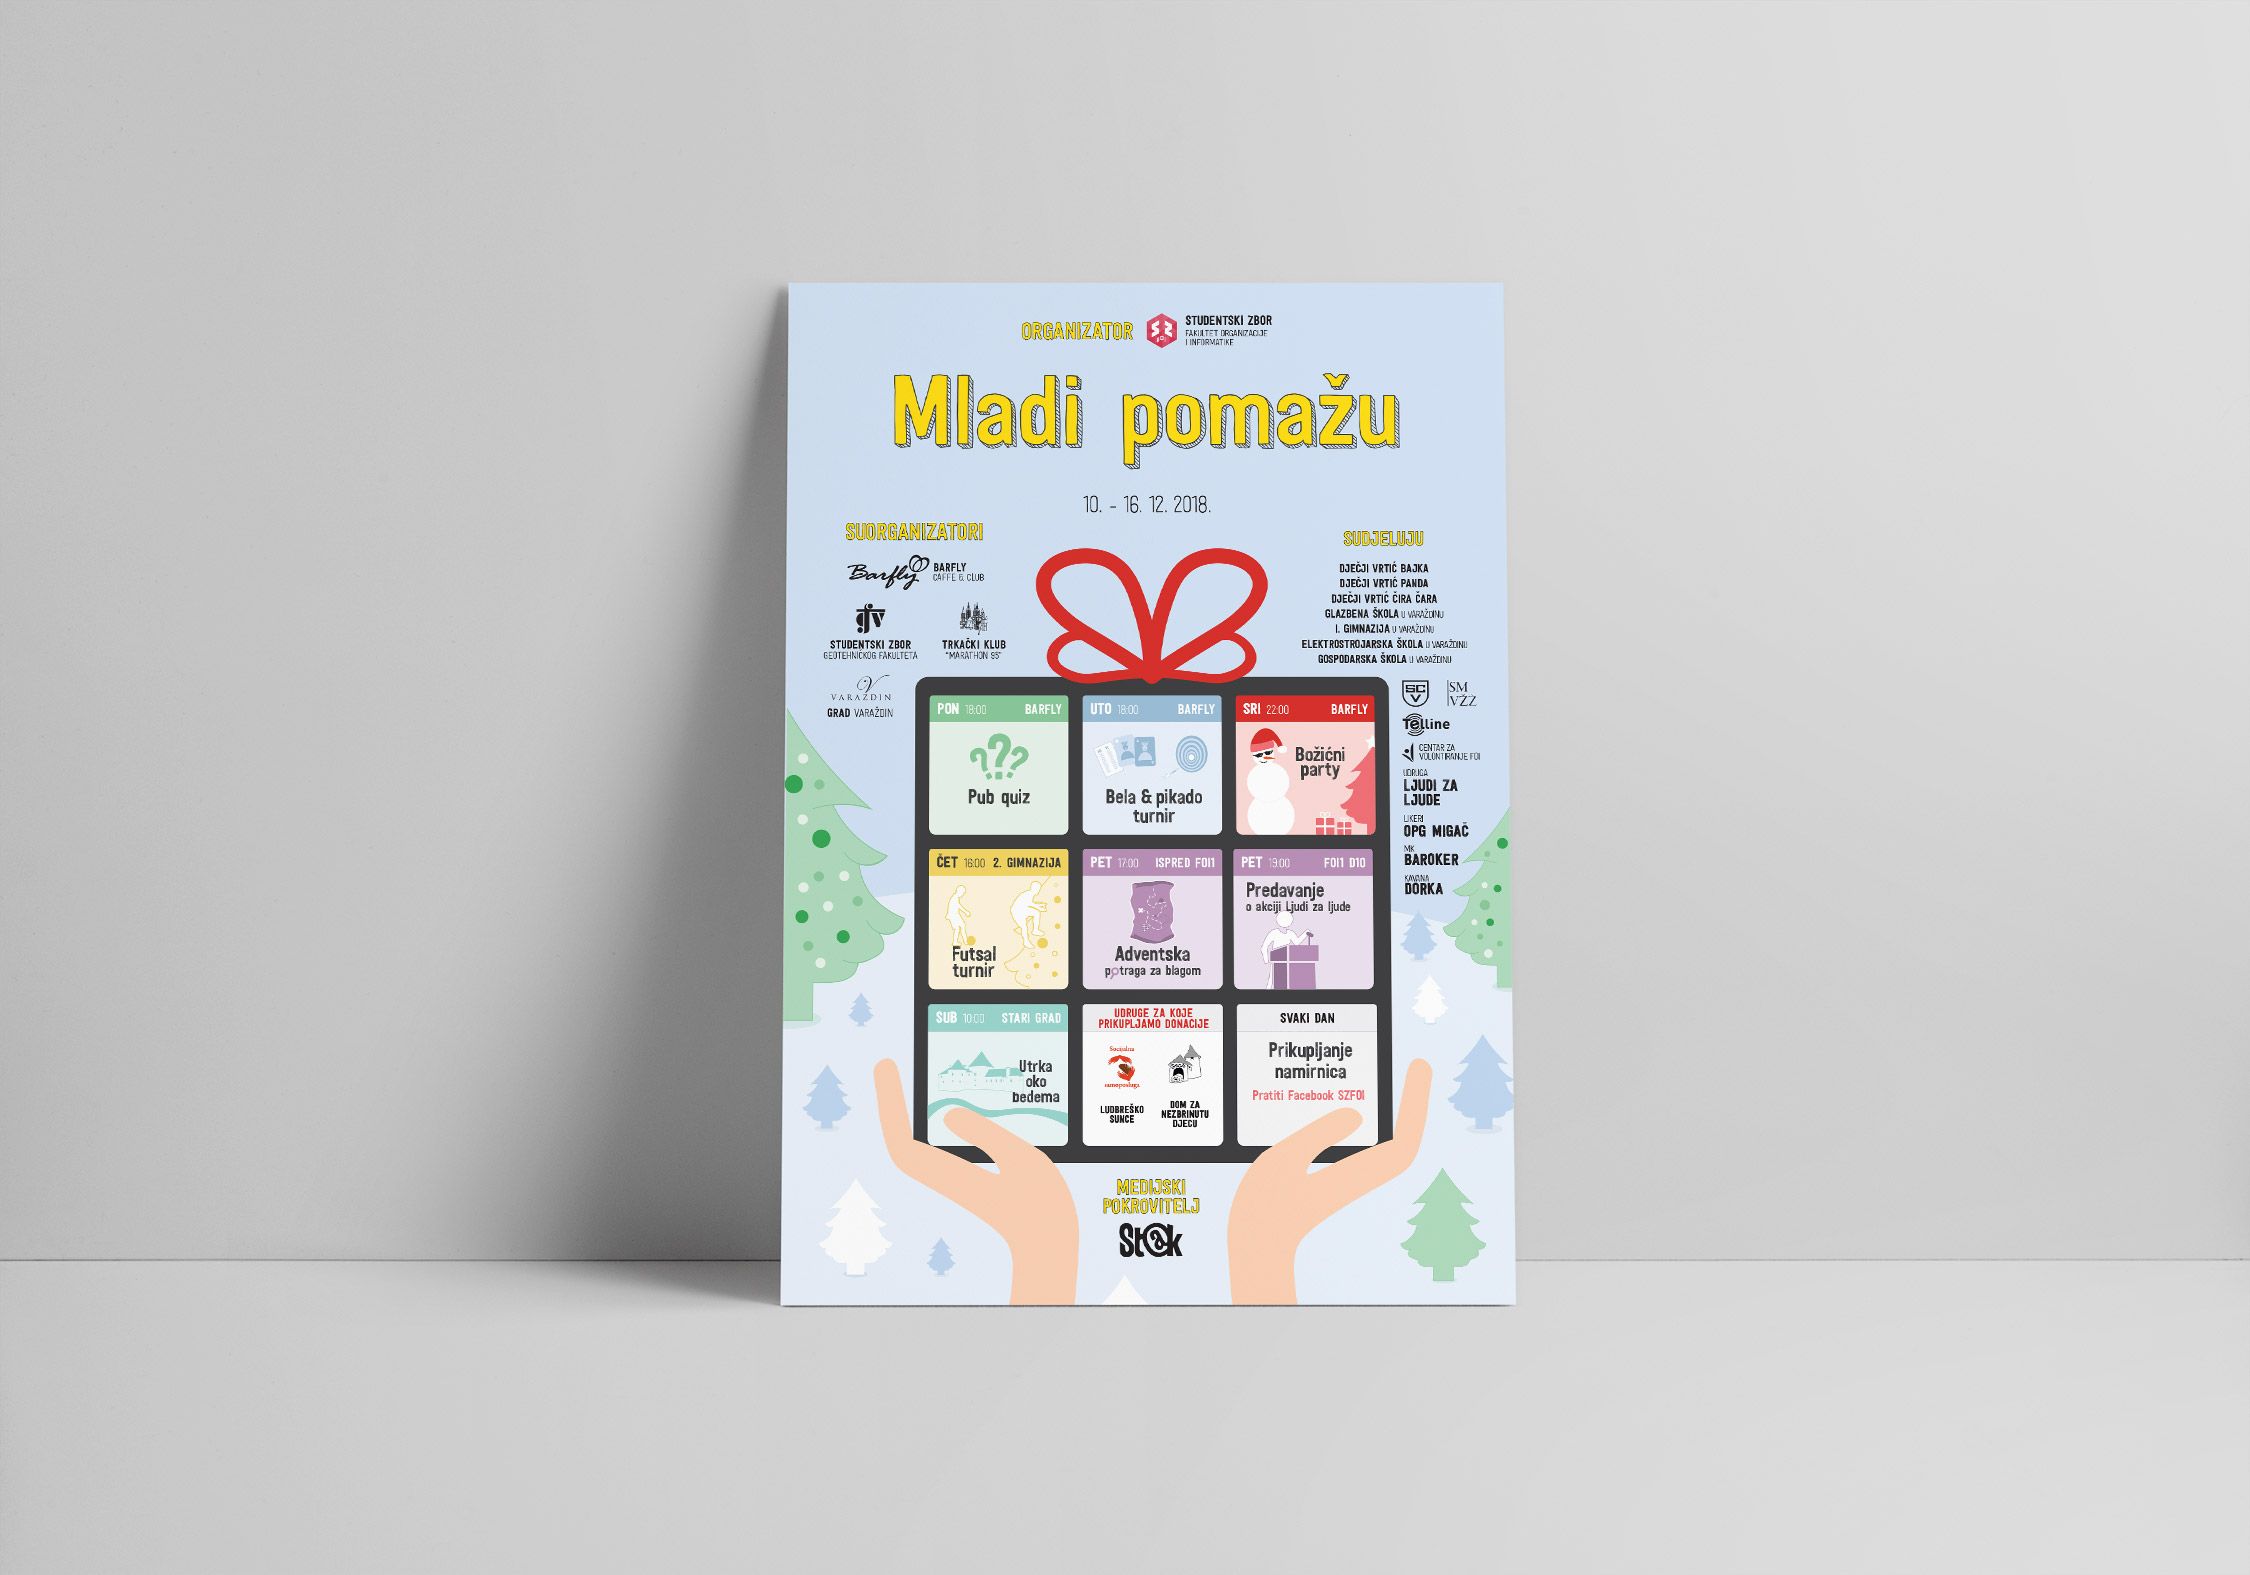 ORGANIZATOR
STUDENTSKI ZBOR
FAKULTET ORGANIZACIJE
I INFORMATIKE
Mladi pomažu
10. - 16. 12. 2018.
SUORGANIZATORI
Barfly
BARFLY
CAFFE & CLUB
STUDENTSKI ZBOR
GEOTEHNIČKOG FAKULTETA
TRKAČKI KLUB
"MARATHON 95"
VARAŽDIN
GRAD VARAŽDIN
SUDJELUJU
DJEČJI VRTIĆ BAJKA
DJEČJI VRTIĆ PANDA
DJEČJI VRTIĆ ČIRA ČARA
GLAZBENA ŠKOLA U VARAŽDINU
I. GIMNAZIJA U VARAŽDINU
ELEKTROSTROJARSKA ŠKOLA U VARAŽDINU
GOSPODARSKA ŠKOLA U VARAŽDINU
SC
V
SM
VŽŽ
Telline
CENTAR ZA
VOLONTIRANJE FOI
UDRUGA
LJUDI ZA
LJUDE
LIKERI
OPG MIGAČ
MK
BAROKER
KAVANA
DORKA
PON 18:00 BARFLY
Pub quiz
UTO 18:00 BARFLY
Bela & pikado
turnir
SRI 22:00 BARFLY
Božićni
party
ČET 16:00 2. GIMNAZIJA
Futsal
turnir
PET 17:00 ISPRED FOI1
Adventska
potraga za blagom
PET 19:00 FOI1 D10
Predavanje
o akciji Ljudi za ljude
SUB 10:00 STARI GRAD
Utrka
oko
bedema
UDRUGE ZA KOJE
PRIKUPLJAMO DONACIJE
Socijalna
samoposluga
LUDBREŠKO
SUNCE
DOM ZA
NEZBRINUTU
DJECU
SVAKI DAN
Prikupljanje
namirnica
Pratiti Facebook SZFOI
MEDIJSKI
POKROVITELJ
St@k